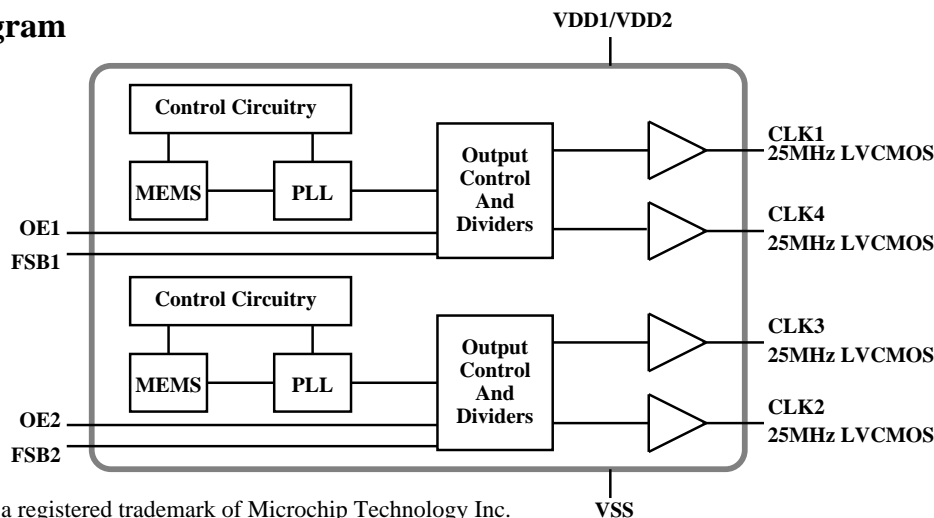 VDD1/VDD2
Control Circuitry
MEMS
PLL
Output
Control
And
Dividers
CLK1
25MHz LVCMOS
CLK4
25MHz LVCMOS
OE1
FSB1
Control Circuitry
MEMS
PLL
Output
Control
And
Dividers
CLK3
25MHz LVCMOS
CLK2
25MHz LVCMOS
OE2
FSB2
a registered trademark of Microchip Technology Inc.
VSS